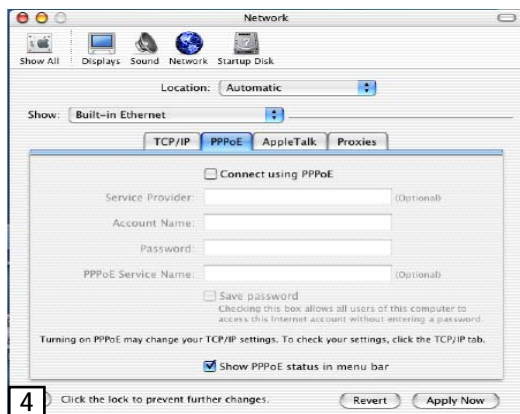 Network
Show All Displays Sound Network Startup Disk
Location: Automatic
Show: Built-in Ethernet
TCP/IP PPPoE AppleTalk Proxies
Connect using PPPoE
Service Provider: (Optional)
Account Name:
Password:
PPPoE Service Name: (Optional)
Save password
Checking this box allows all users of this computer to
access this Internet account without entering a password.
Turning on PPPoE may change your TCP/IP settings. To check your settings, click the TCP/IP tab.
Show PPPoE status in menu bar
4 Click the lock to prevent further changes. Revert Apply Now